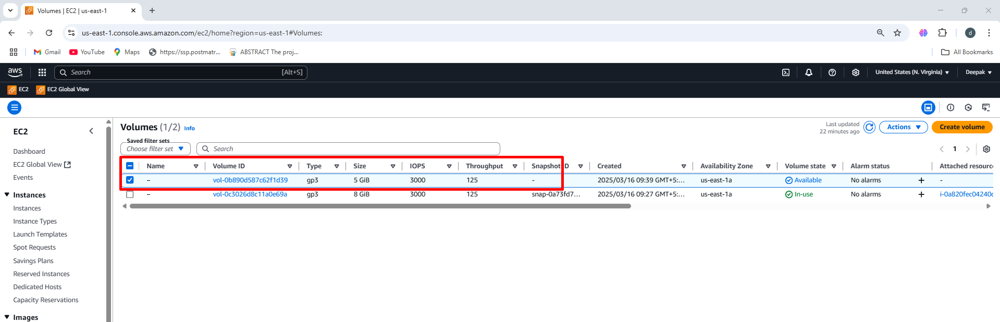 Volumes | EC2 | us-east-1
us-east-1.console.aws.amazon.com/ec2/home?region=us-east-1#Volumes:
d
Gmail YouTube Maps https://ssp.postmatr... ABSTRACT The proj... All Bookmarks
aws Search [Alt+S] United States (N. Virginia) Deepak
EC2 EC2 Global View
EC2
Dashboard
EC2 Global View
Events
Instances
Instances
Instance Types
Launch Templates
Spot Requests
Savings Plans
Reserved Instances
Dedicated Hosts
Capacity Reservations
Images
Volumes (1/2) Info
Last updated
22 minutes ago
Actions Create volume
Saved filter sets
Choose filter set Search 1
Name Volume ID Type Size IOPS Throughput Snapshot D Created Availability Zone Volume state Alarm status Attached resourc
– vol-0b890d587c62f1d39 gp3 5 GiB 3000 125 - 2025/03/16 09:39 GMT+5:... us-east-1a Available No alarms + -
– vol-0c3026d8c11a0e69a gp3 8 GiB 3000 125 snap-0a73fd7... 2025/03/16 09:27 GMT+5:... us-east-1a In-use No alarms + i-0a820fec04240c